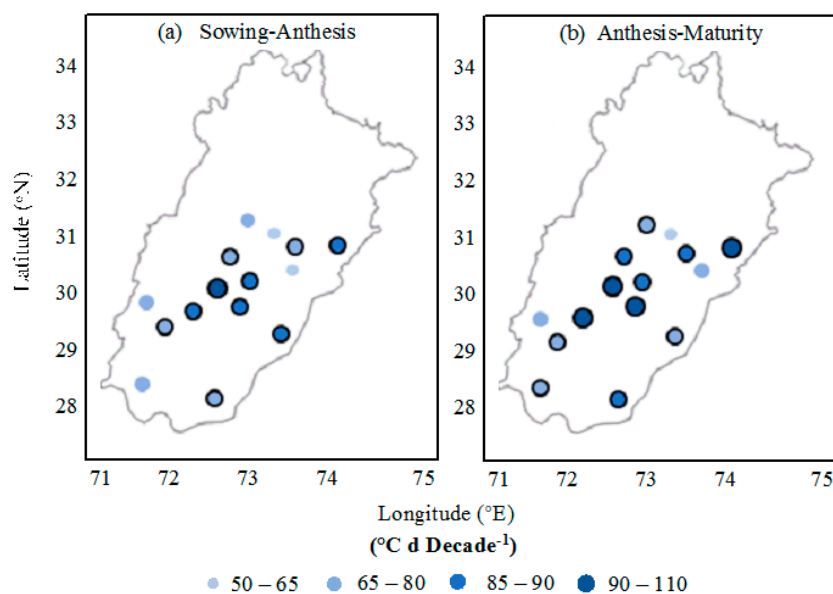 (a) Sowing-Anthesis
(b) Anthesis-Maturity
34
33
32
31
30
29
28
34
33
32
31
30
29
28
Latitude (°N)
71 72 73 74 75
71 72 73 74 75
Longitude (°E)
(°C d Decade⁻¹)
50 – 65 65 – 80 85 – 90 90 – 110